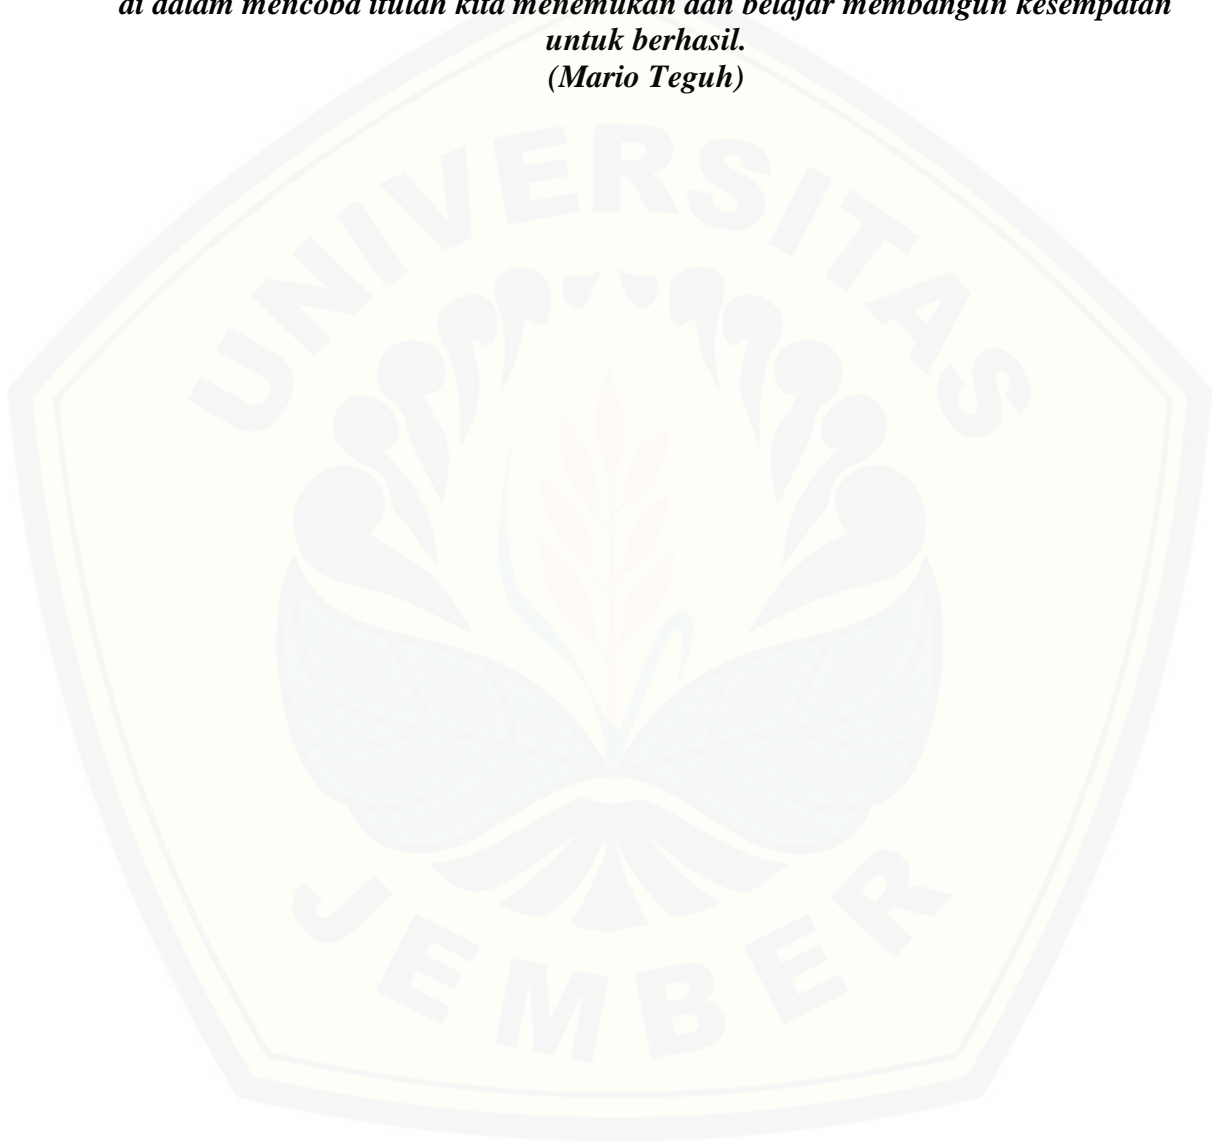 di dalam mencoba itulah kita menemukan dan belajar membangun kesempatan
untuk berhasil.
(Mario Teguh)
UNIVERSITAS
JEMBER